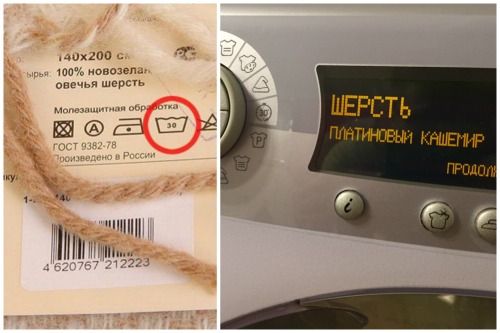 140x200 см
100% новозелан
овечья шерсть
Молезащитная обработка
A
30
ГОСТ 9382-78
Произведено в России
4 620767 212223
30
P
ШЕРСТЬ
ПЛАТИНОВЫЙ КАШЕМИР
ПРОДОЛ
i